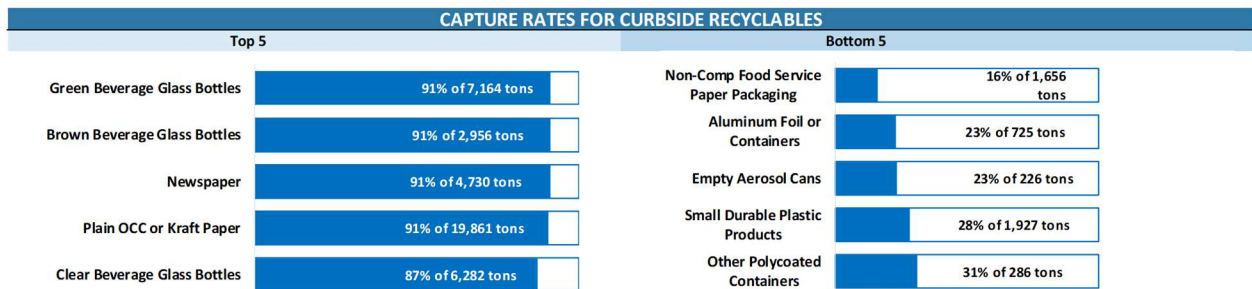 CAPTURE RATES FOR CURBSIDE RECYCLABLES
Top 5
Green Beverage Glass Bottles
91% of 7,164 tons
Brown Beverage Glass Bottles
91% of 2,956 tons
Newspaper
91% of 4,730 tons
Plain OCC or Kraft Paper
91% of 19,861 tons
Clear Beverage Glass Bottles
87% of 6,282 tons
Bottom 5
Non-Comp Food Service
Paper Packaging
16% of 1,656
tons
Aluminum Foil or
Containers
23% of 725 tons
Empty Aerosol Cans
23% of 226 tons
Small Durable Plastic
Products
28% of 1,927 tons
Other Polycoated
Containers
31% of 286 tons